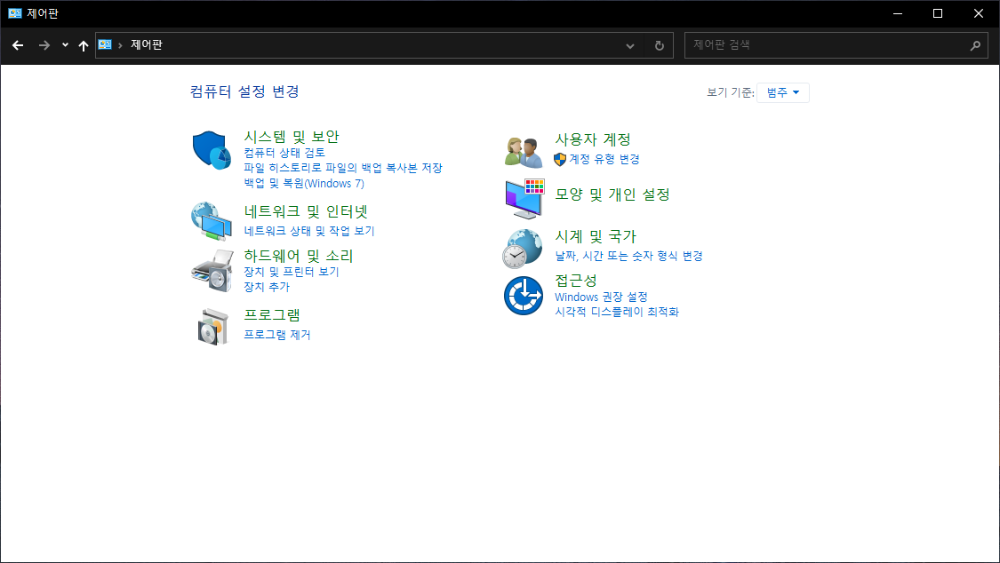 제어판
제어판
제어판 검색
컴퓨터 설정 변경
보기 기준: 범주
시스템 및 보안
컴퓨터 상태 검토
파일 히스토리로 파일의 백업 복사본 저장
백업 및 복원(Windows 7)
네트워크 및 인터넷
네트워크 상태 및 작업 보기
하드웨어 및 소리
장치 및 프린터 보기
장치 추가
프로그램
프로그램 제거
사용자 계정
계정 유형 변경
모양 및 개인 설정
시계 및 국가
날짜, 시간 또는 숫자 형식 변경
접근성
Windows 권장 설정
시각적 디스플레이 최적화